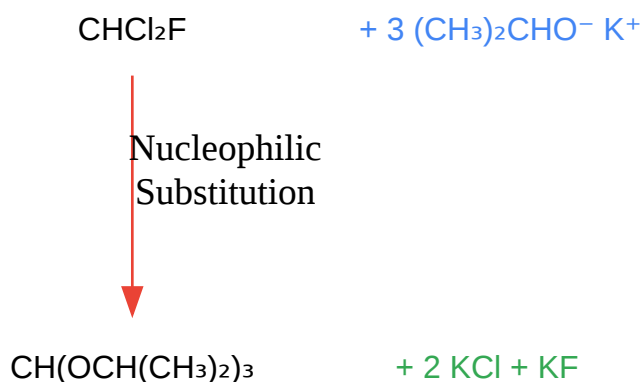 CHCl₂F + 3 (CH₃)₂CHO⁻ K⁺
Nucleophilic
Substitution
CH(OCH(CH₃)₂)₃ + 2 KCl + KF